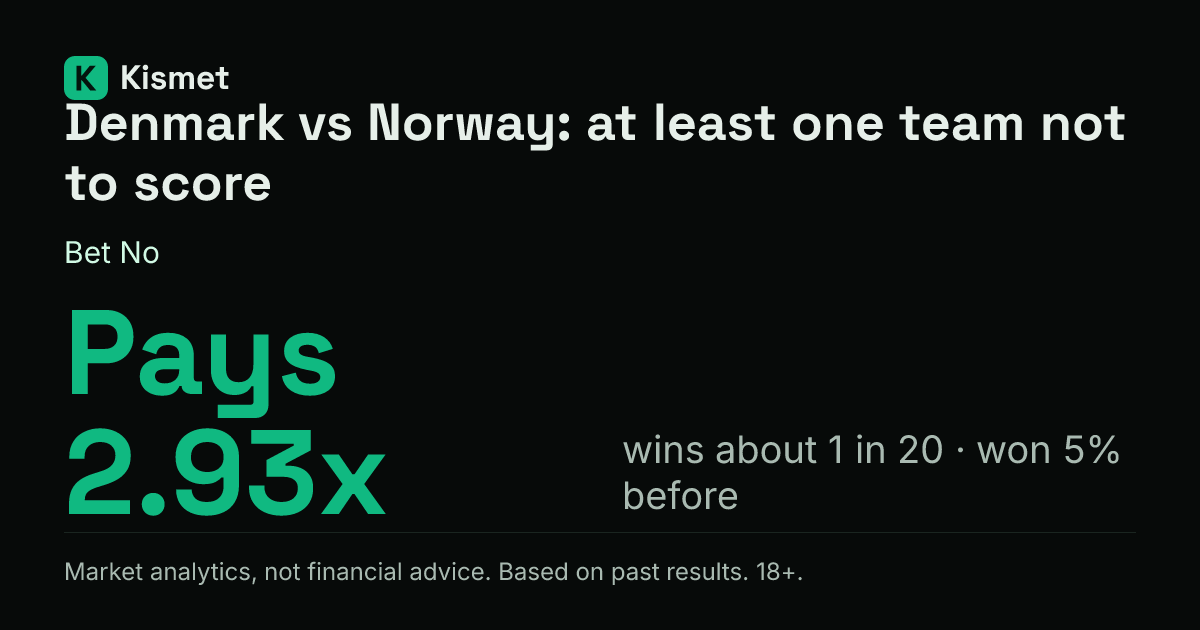 K Kismet
Denmark vs Norway: at least one team not
to score
Bet No
Pays
2.93x
wins about 1 in 20 · won 5%
before
Market analytics, not financial advice. Based on past results. 18+.